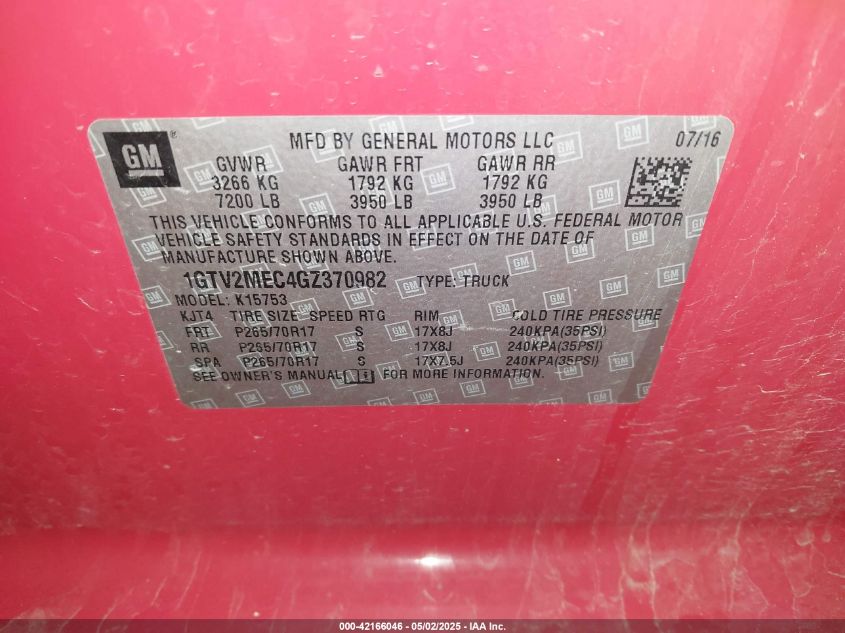 GM ®
MFD BY GENERAL MOTORS LLC 07/16
GVWR GAWR FRT GAWR RR
3266 KG 1792 KG 1792 KG
7200 LB 3950 LB 3950 LB
THIS VEHICLE CONFORMS TO ALL APPLICABLE U.S. FEDERAL MOTOR
VEHICLE SAFETY STANDARDS IN EFFECT ON THE DATE OF
MANUFACTURE SHOWN ABOVE.
1GTV2MEC4GZ370982 TYPE: TRUCK
MODEL: K15753
KJT4 TIRE SIZE SPEED RTG RIM COLD TIRE PRESSURE
FRT P265/70R17 S 17X8J 240KPA(35PSI)
RR P265/70R17 S 17X8J 240KPA(35PSI)
SPA P265/70R17 S 17X7.5J 240KPA(35PSI)
SEE OWNER'S MANUAL FOR MORE INFORMATION.
000-42166046 - 05/02/2025 - IAA Inc.